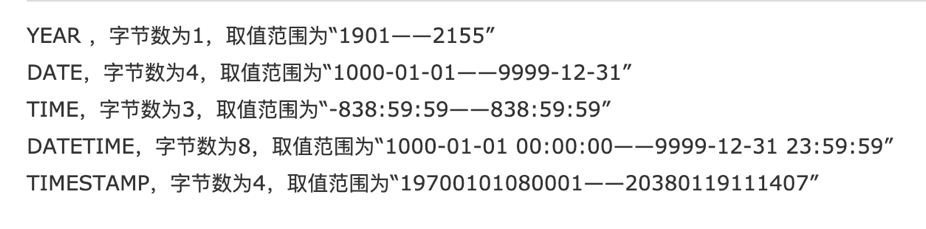 YEAR ，字节数为1，取值范围为“1901——2155”
DATE，字节数为4，取值范围为“1000-01-01——9999-12-31”
TIME，字节数为3，取值范围为“-838:59:59——838:59:59”
DATETIME，字节数为8，取值范围为“1000-01-01 00:00:00——9999-12-31 23:59:59”
TIMESTAMP，字节数为4，取值范围为“19700101080001——20380119111407”